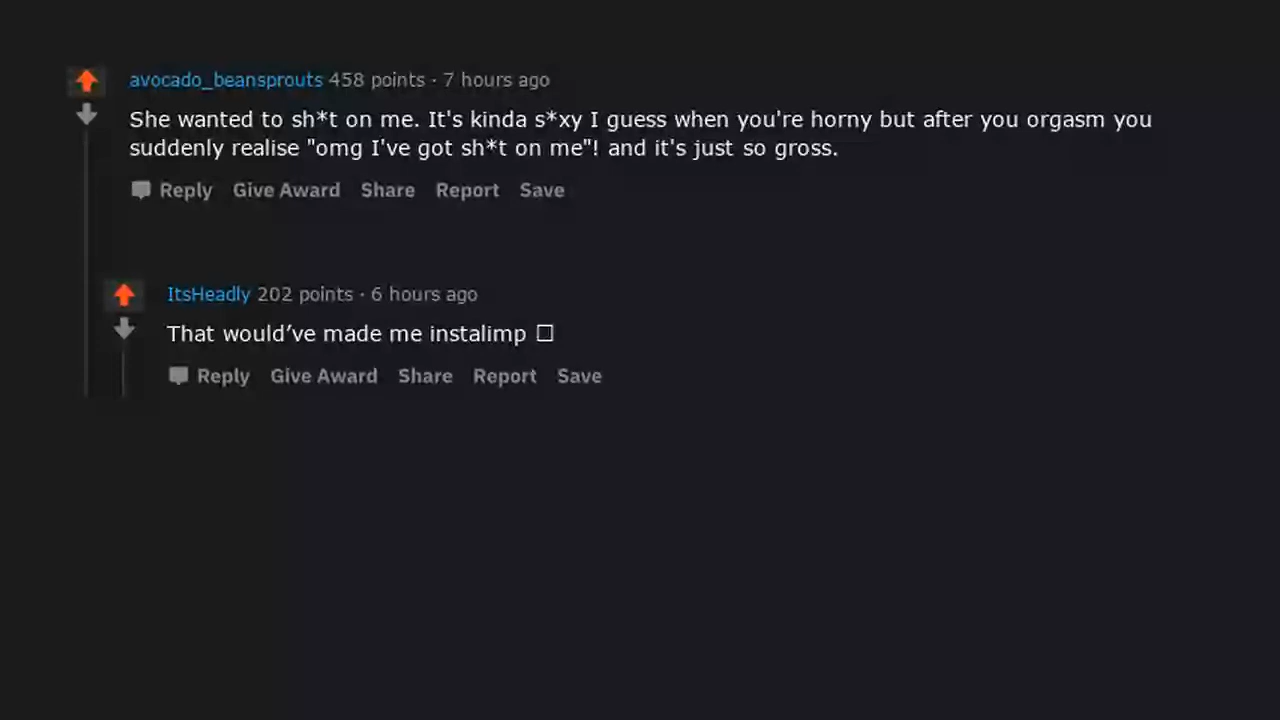 avocado_beansprouts 458 points · 7 hours ago
She wanted to sh*t on me. It's kinda s*xy I guess when you're horny but after you orgasm you
suddenly realise "omg I've got sh*t on me"! and it's just so gross.
Reply Give Award Share Report Save
ItsHeadly 202 points · 6 hours ago
That would’ve made me instalimp □
Reply Give Award Share Report Save